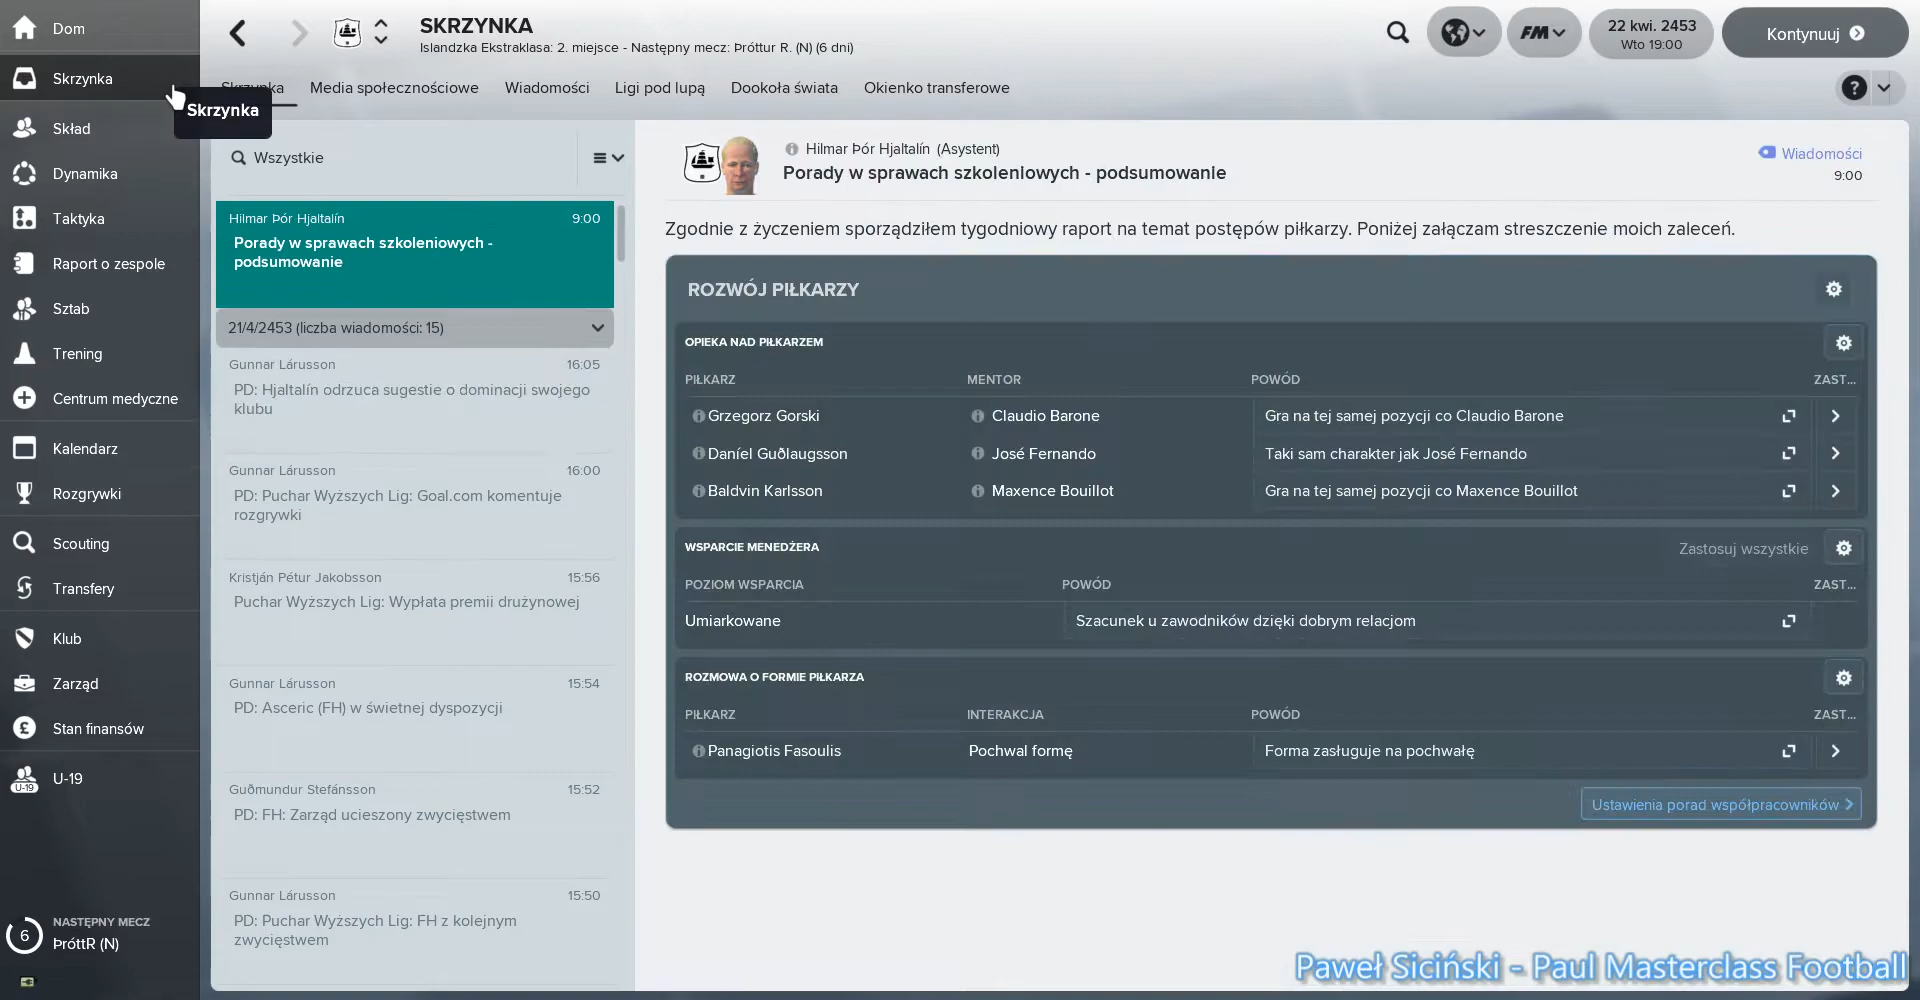 Dom
Skrzynka
Skład
Dynamika
Taktyka
Raport o zespole
Sztab
Trening
Centrum medyczne
Kalendarz
Rozgrywki
Scouting
Transfery
Klub
Zarząd
Stan finansów
U-19
U-19
NASTĘPNY MECZ
6
ÞróttR (N)
SKRZYNKA
Islandzka Ekstraklasa: 2. miejsce - Następny mecz: Þróttur R. (N) (6 dni)
FM
22 kwi. 2453
Wto 19:00
Kontynuuj
Skrzynka Media społecznościowe Wiadomości Ligi pod lupą Dookoła świata Okienko transferowe
?
Skrzynka
Wszystkie
Hilmar Þór Hjaltalín 9:00
Porady w sprawach szkoleniowych -
podsumowanie
21/4/2453 (liczba wiadomości: 15)
Gunnar Lárusson 16:05
PD: Hjaltalín odrzuca sugestie o dominacji swojego
klubu
Gunnar Lárusson 16:00
PD: Puchar Wyższych Lig: Goal.com komentuje
rozgrywki
Kristján Pétur Jakobsson 15:56
Puchar Wyższych Lig: Wypłata premii drużynowej
Gunnar Lárusson 15:54
PD: Asceric (FH) w świetnej dyspozycji
Guðmundur Stefánsson 15:52
PD: FH: Zarząd ucieszony zwycięstwem
Gunnar Lárusson 15:50
PD: Puchar Wyższych Lig: FH z kolejnym
zwycięstwem
Hilmar Þór Hjaltalín (Asystent)
Porady w sprawach szkoleniowych - podsumowanie
Wiadomości
9:00
Zgodnie z życzeniem sporządziłem tygodniowy raport na temat postępów piłkarzy. Poniżej załączam streszczenie moich zaleceń.
ROZWÓJ PIŁKARZY
OPIEKA NAD PIŁKARZEM
PIŁKARZ MENTOR POWÓD ZAST...
Grzegorz Gorski Claudio Barone Gra na tej samej pozycji co Claudio Barone
Daníel Guðlaugsson José Fernando Taki sam charakter jak José Fernando
Baldvin Karlsson Maxence Bouillot Gra na tej samej pozycji co Maxence Bouillot
WSPARCIE MENEDŻERA Zastosuj wszystkie
POZIOM WSPARCIA POWÓD ZAST...
Umiarkowane Szacunek u zawodników dzięki dobrym relacjom
ROZMOWA O FORMIE PIŁKARZA
PIŁKARZ INTERAKCJA POWÓD ZAST...
Panagiotis Fasoulis Pochwal formę Forma zasługuje na pochwałę
Ustawienia porad współpracowników
Paweł Siciński - Paul Masterclass Football